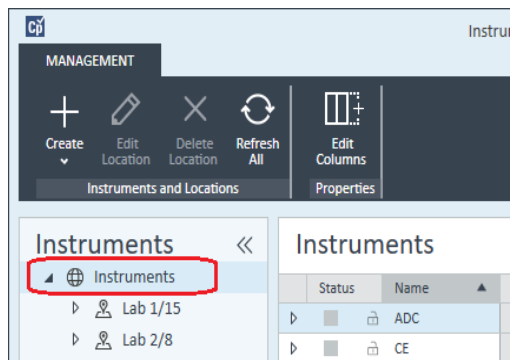 Cp
Instru
MANAGEMENT
Create
Edit Location
Delete Location
Refresh All
Edit Columns
Instruments and Locations
Properties
Instruments
Instruments
Lab 1/15
Lab 2/8
Instruments
Status Name
ADC
CE